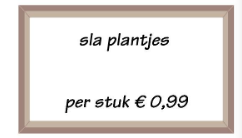 sla plantjes
per stuk € 0,99